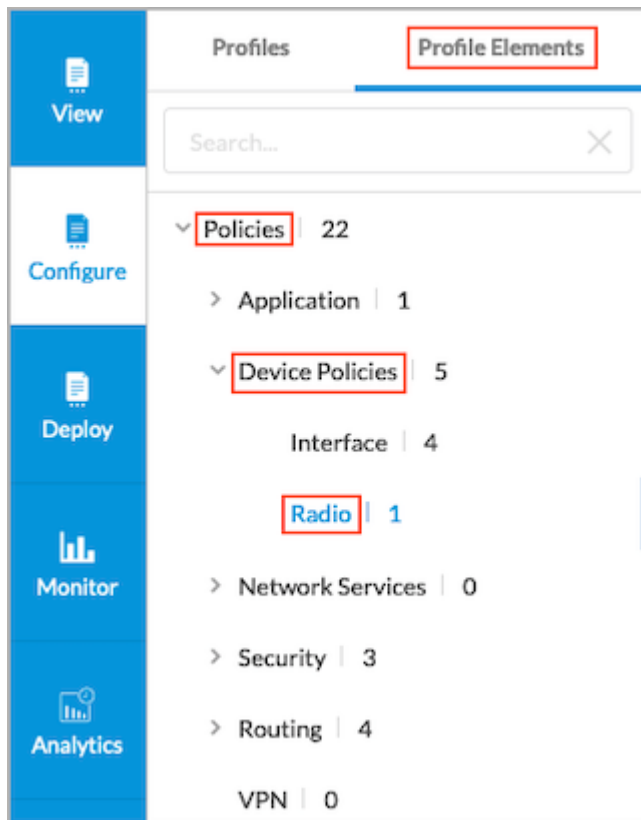 Profiles
Profile Elements
View
Search...
Policies 22
Configure
Application 1
Device Policies 5
Deploy
Interface 4
Radio 1
Monitor
Network Services 0
Security 3
Analytics
Routing 4
VPN 0